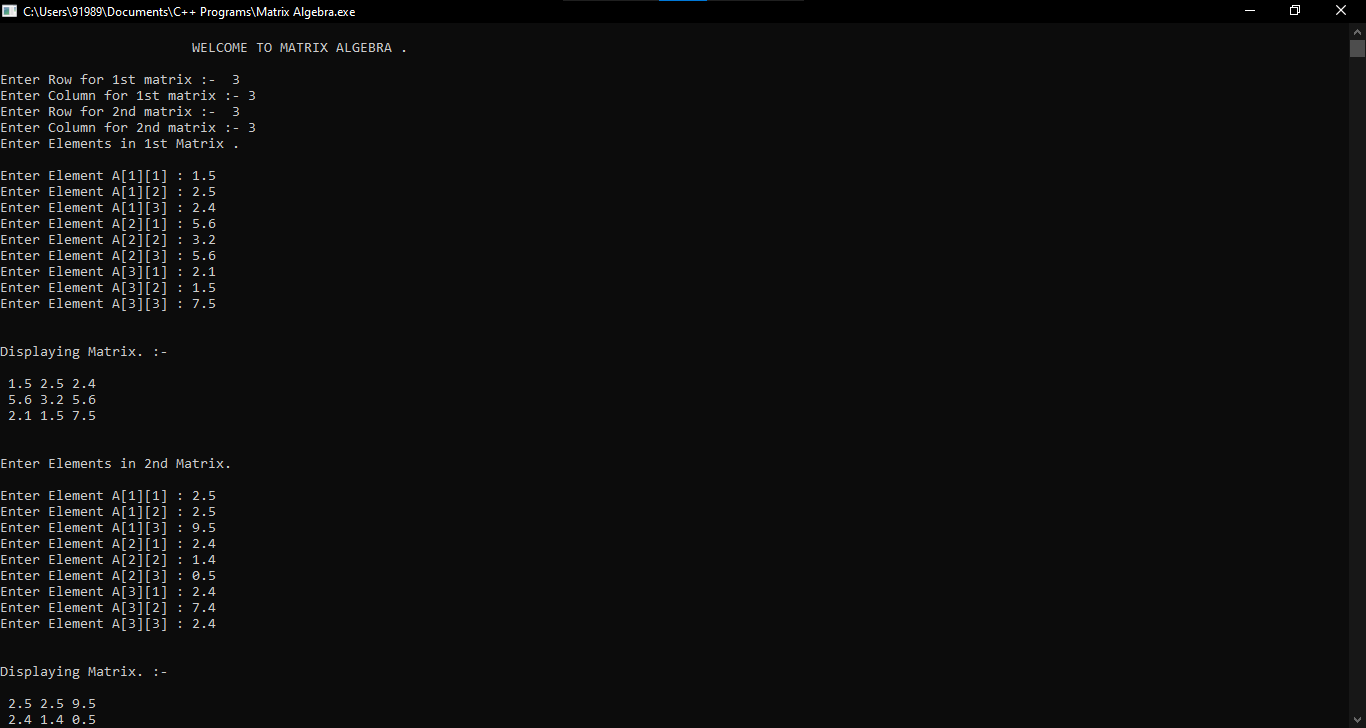 C:\Users\91989\Documents\C++ Programs\Matrix Algebra.exe
WELCOME TO MATRIX ALGEBRA .
Enter Row for 1st matrix :-  3
Enter Column for 1st matrix :- 3
Enter Row for 2nd matrix :-  3
Enter Column for 2nd matrix :- 3
Enter Elements in 1st Matrix .
Enter Element A[1][1] : 1.5
Enter Element A[1][2] : 2.5
Enter Element A[1][3] : 2.4
Enter Element A[2][1] : 5.6
Enter Element A[2][2] : 3.2
Enter Element A[2][3] : 5.6
Enter Element A[3][1] : 2.1
Enter Element A[3][2] : 1.5
Enter Element A[3][3] : 7.5
Displaying Matrix. :-
1.5 2.5 2.4
5.6 3.2 5.6
2.1 1.5 7.5
Enter Elements in 2nd Matrix.
Enter Element A[1][1] : 2.5
Enter Element A[1][2] : 2.5
Enter Element A[1][3] : 9.5
Enter Element A[2][1] : 2.4
Enter Element A[2][2] : 1.4
Enter Element A[2][3] : 0.5
Enter Element A[3][1] : 2.4
Enter Element A[3][2] : 7.4
Enter Element A[3][3] : 2.4
Displaying Matrix. :-
2.5 2.5 9.5
2.4 1.4 0.5